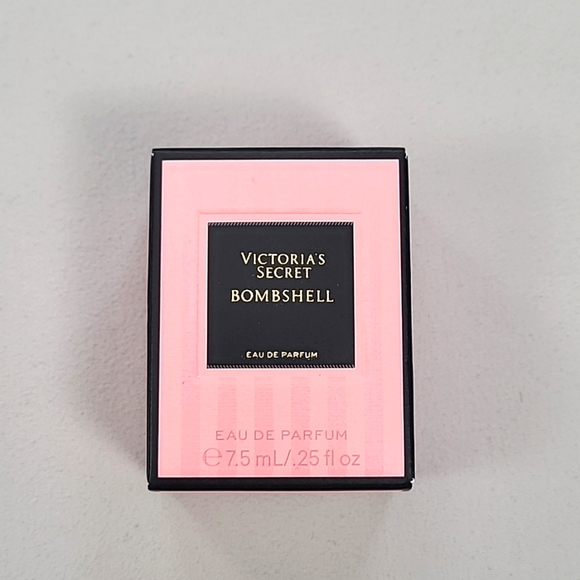 VICTORIA'S
SECRET
BOMBSHELL
EAU DE PARFUM
EAU DE PARFUM
℮ 7.5 mL/.25 fl oz